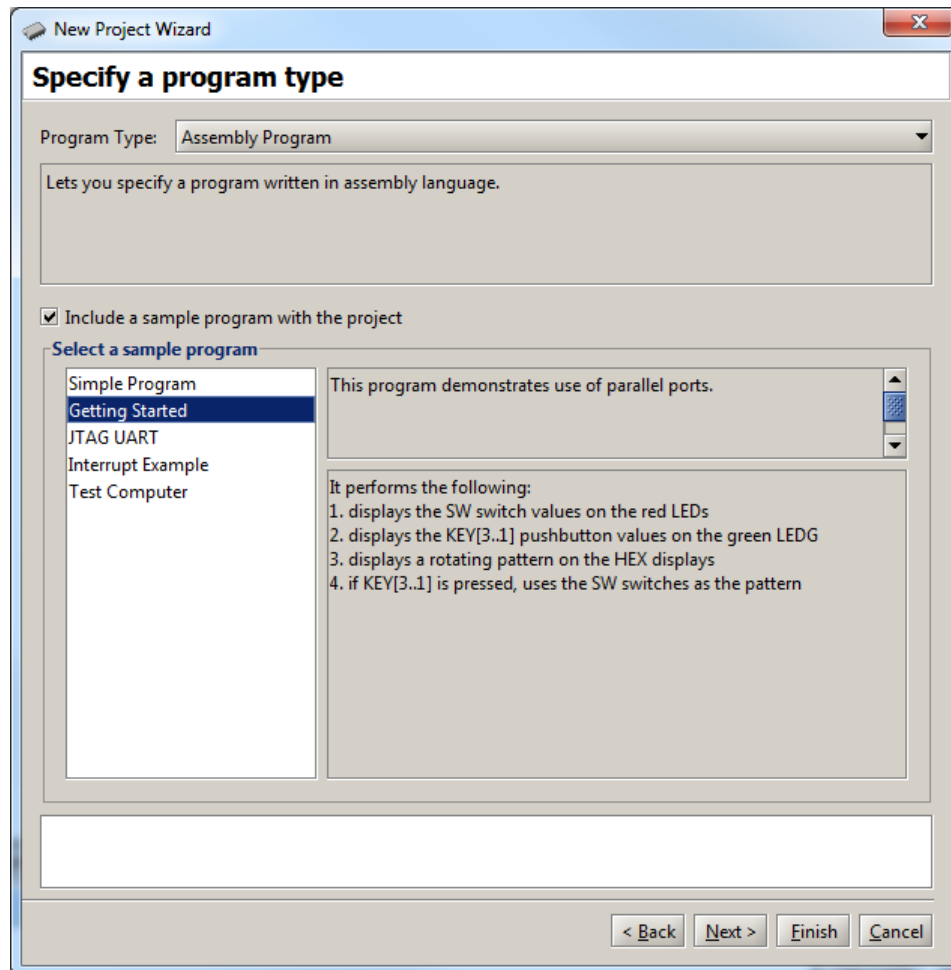 New Project Wizard
Specify a program type
Program Type: Assembly Program
Lets you specify a program written in assembly language.
Include a sample program with the project
Select a sample program
Simple Program
Getting Started
JTAG UART
Interrupt Example
Test Computer
This program demonstrates use of parallel ports.
It performs the following:
1. displays the SW switch values on the red LEDs
2. displays the KEY[3..1] pushbutton values on the green LEDG
3. displays a rotating pattern on the HEX displays
4. if KEY[3..1] is pressed, uses the SW switches as the pattern
< Back Next > Finish Cancel